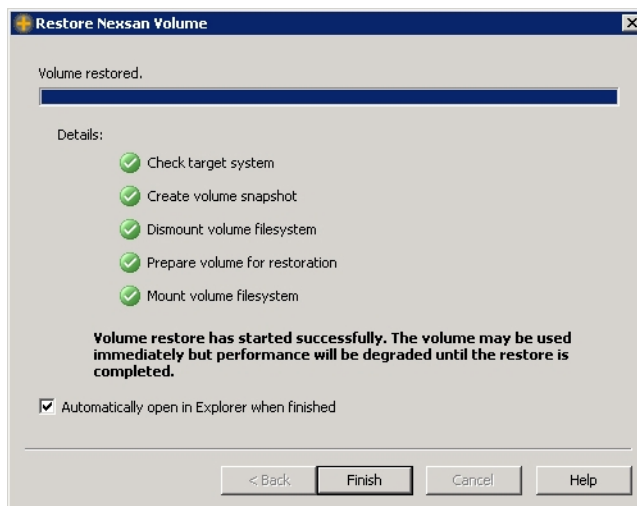 Restore Nexsan Volume
Volume restored.
Details:
Check target system
Create volume snapshot
Dismount volume filesystem
Prepare volume for restoration
Mount volume filesystem
Volume restore has started successfully. The volume may be used
immediately but performance will be degraded until the restore is
completed.
Automatically open in Explorer when finished
< Back Finish Cancel Help